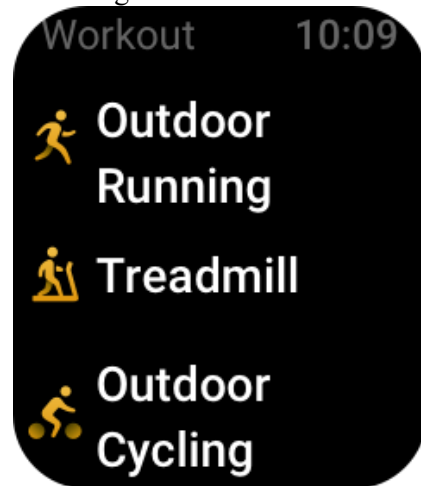 Workout 10:09
Outdoor
Running
Treadmill
Outdoor
Cycling